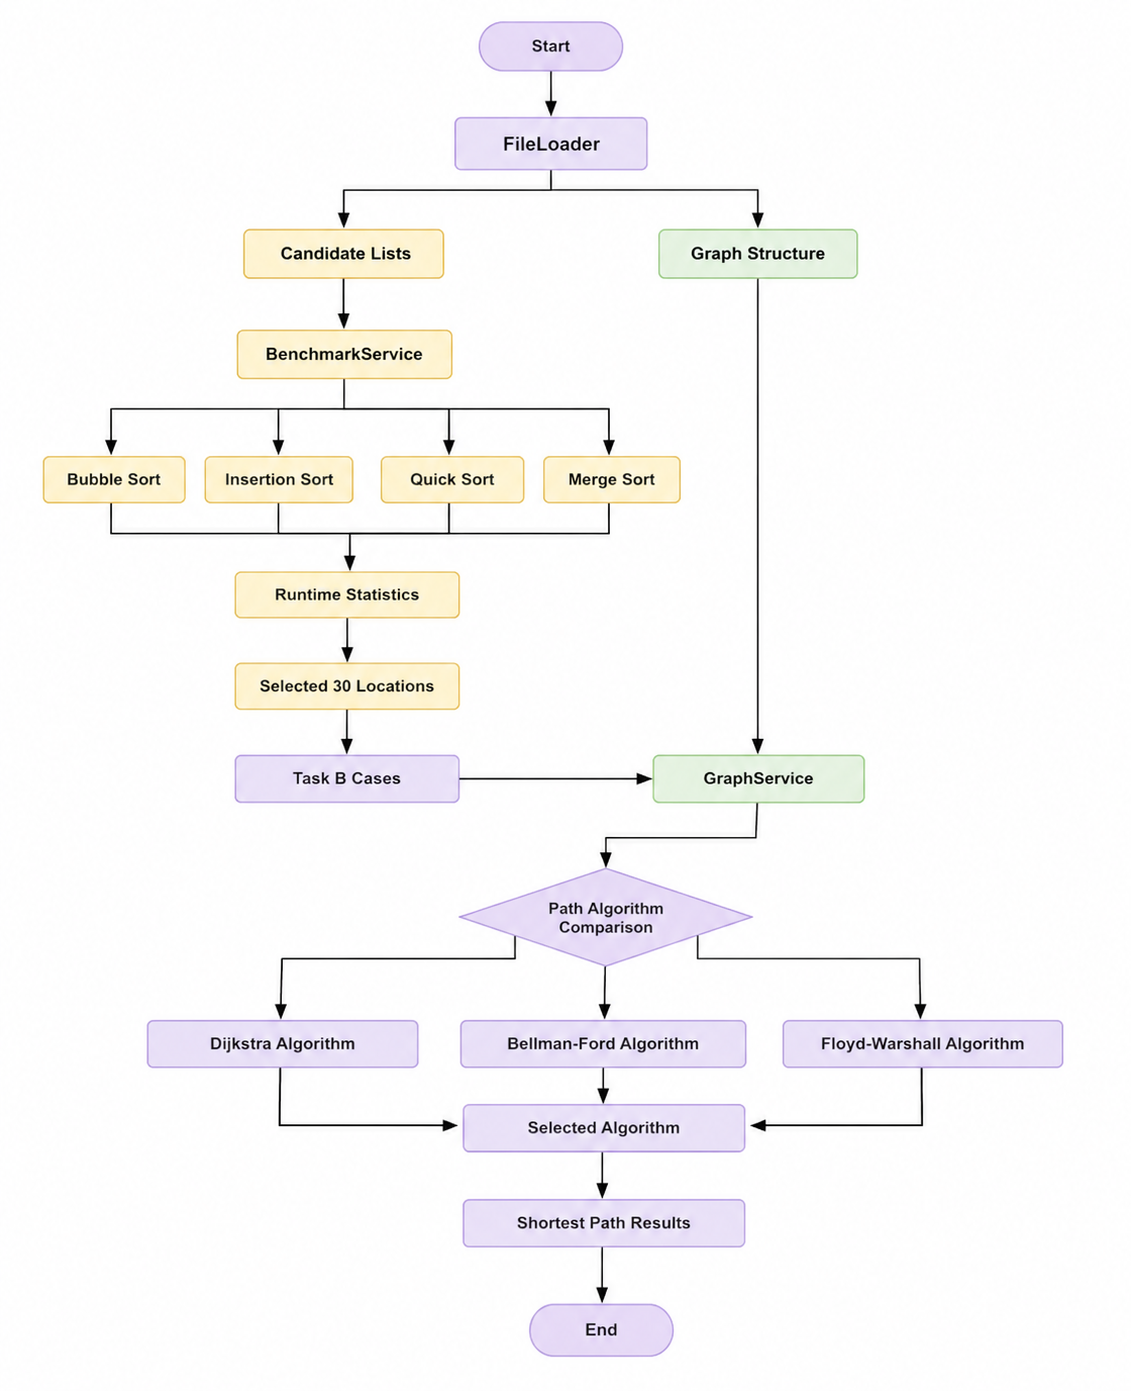 Start
FileLoader
Candidate Lists
Graph Structure
BenchmarkService
Bubble Sort
Insertion Sort
Quick Sort
Merge Sort
Runtime Statistics
Selected 30 Locations
Task B Cases
GraphService
Path Algorithm
Comparison
Dijkstra Algorithm
Bellman-Ford Algorithm
Floyd-Warshall Algorithm
Selected Algorithm
Shortest Path Results
End